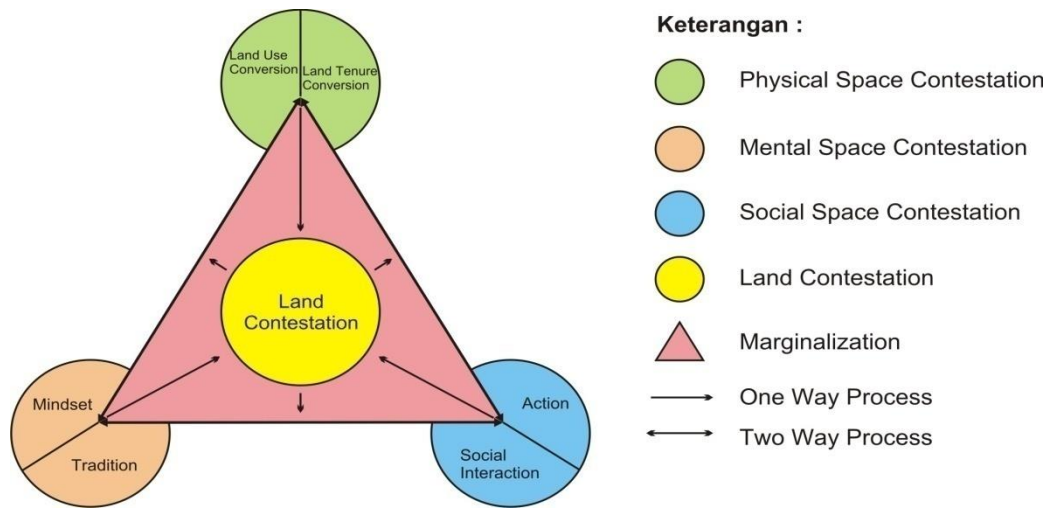 Land Use
Conversion
Land Tenure
Conversion
Land
Contestation
Mindset
Tradition
Action
Social
Interaction
Keterangan :
Physical Space Contestation
Mental Space Contestation
Social Space Contestation
Land Contestation
Marginalization
One Way Process
Two Way Process